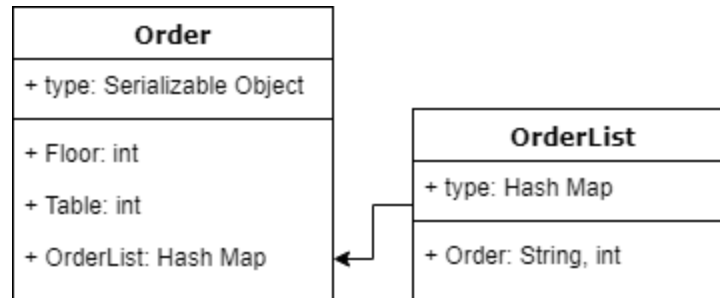 Order
+ type: Serializable Object
+ Floor: int
+ Table: int
+ OrderList: Hash Map
OrderList
+ type: Hash Map
+ Order: String, int